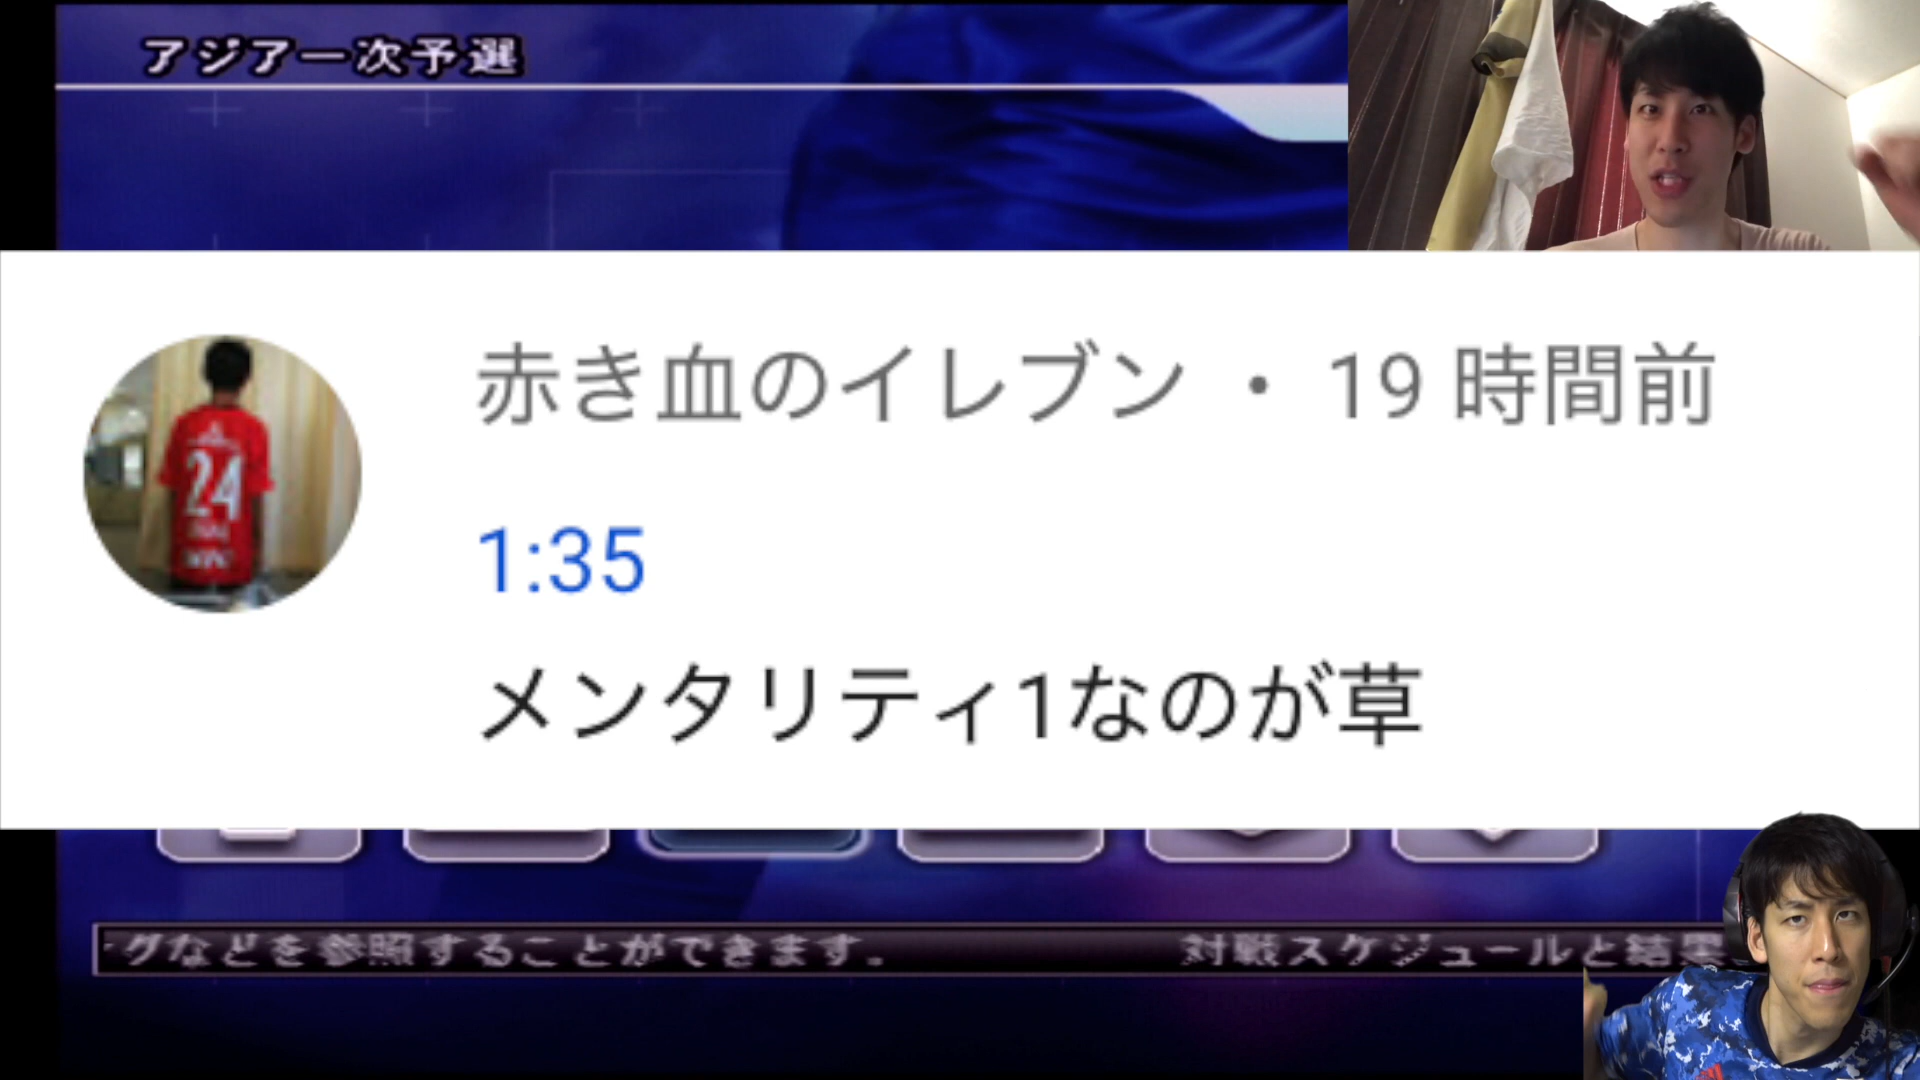 アジア一次予選
赤き血のイレブン・19 時間前
24
1:35
メンタリティ1なのが草
グなどを参照することができます。 対戦スケジュールと結果